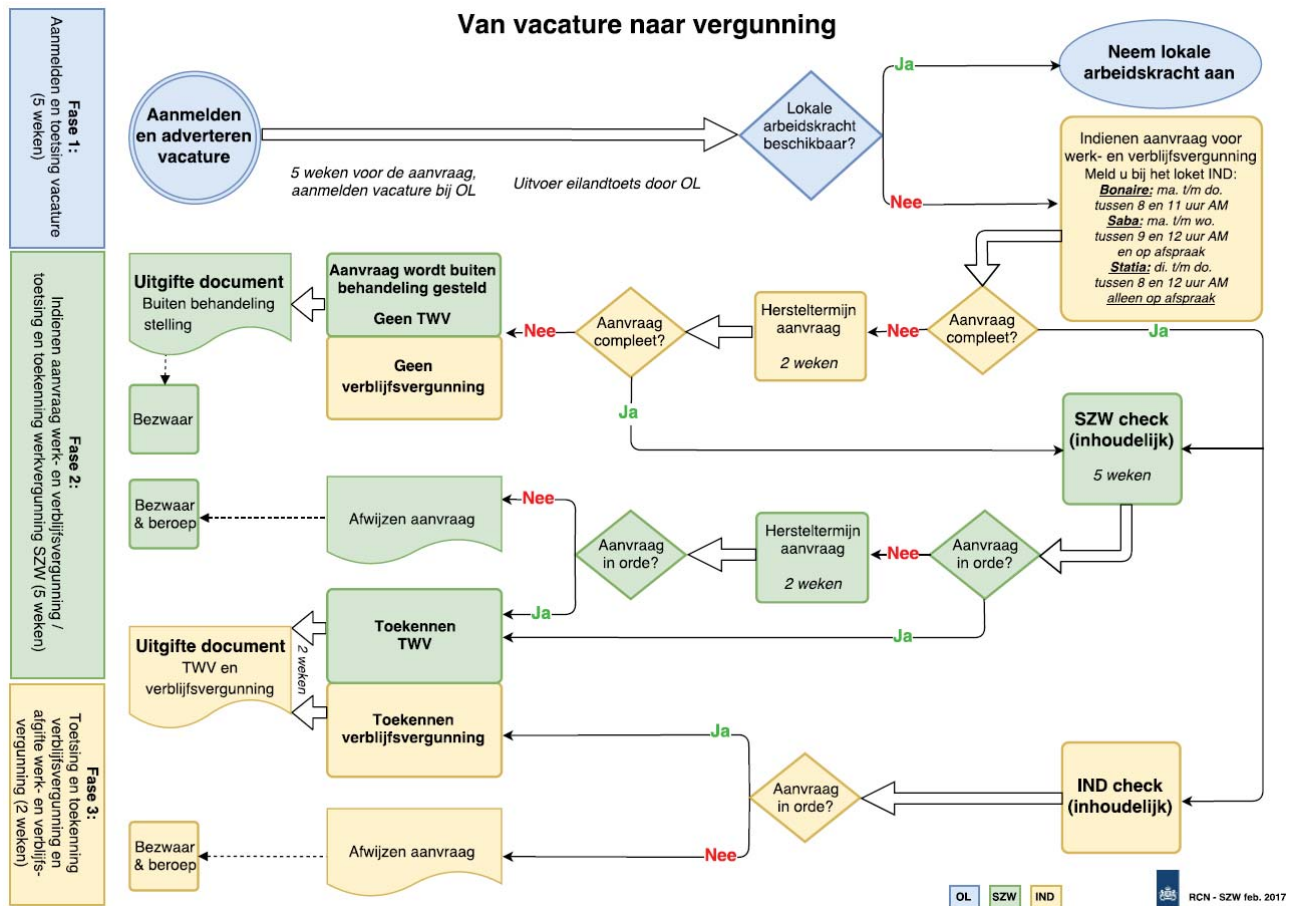 Van vacature naar vergunning
Fase 1:
Aanmelden en toetsing vacature
(5 weken)
Aanmelden
en adverteren
vacature
5 weken voor de aanvraag,
aanmelden vacature bij OL
Uitvoer eilandtoets door OL
Lokale
arbeidskracht
beschikbaar?
Ja
Neem lokale
arbeidskracht aan
Nee
Indienen aanvraag voor
werk- en verblijfsvergunning
Meld u bij het loket IND:
Bonaire: ma. t/m do.
tussen 8 en 11 uur AM
Saba: ma. t/m wo.
tussen 9 en 12 uur AM
en op afspraak
Statia: di. t/m do.
tussen 8 en 12 uur AM
alleen op afspraak
Fase 2:
Indienen aanvraag werk- en verblijfsvergunning /
toetsing en toekenning werkvergunning SZW (5 weken)
Uitgifte document
Buiten behandeling
stelling
Aanvraag wordt buiten
behandeling gesteld
Geen TWV
Geen
verblijfsvergunning
Nee
Aanvraag
compleet?
Hersteltermijn
aanvraag
2 weken
Nee
Aanvraag
compleet?
Ja
Bezwaar
Ja
SZW check
(inhoudelijk)
5 weken
Bezwaar
& beroep
Afwijzen aanvraag
Nee
Aanvraag
in orde?
Hersteltermijn
aanvraag
2 weken
Nee
Aanvraag
in orde?
Ja
Ja
Toekennen
TWV
Uitgifte document
TWV en
verblijfsvergunning
2 weken
Fase 3:
Toetsing en toekenning
verblijfsvergunning en
afgifte werk- en verblijfs-
vergunning (2 weken)
Toekennen
verblijfsvergunning
Ja
Aanvraag
in orde?
IND check
(inhoudelijk)
Nee
Afwijzen aanvraag
Bezwaar
& beroep
OL
SZW
IND
RCN - SZW feb. 2017